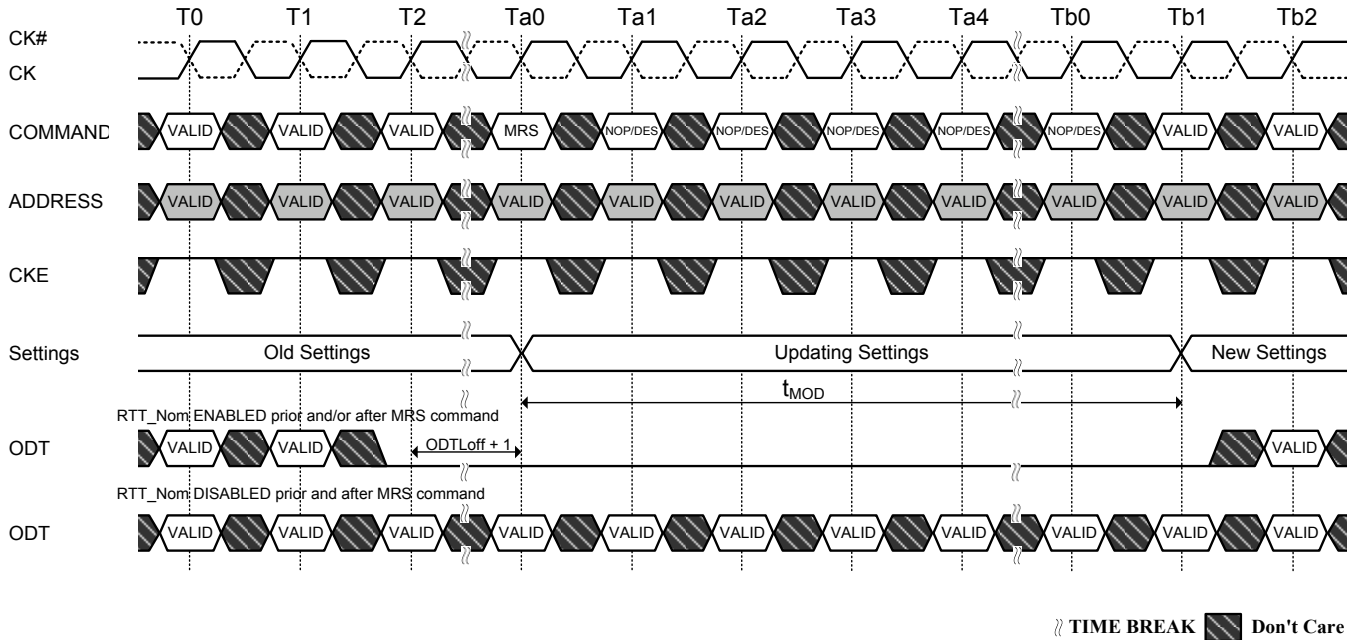 T0 T1 T2 Ta0 Ta1 Ta2 Ta3 Ta4 Tb0 Tb1 Tb2
CK#
CK
COMMAND VALID VALID VALID MRS NOP/DES NOP/DES NOP/DES NOP/DES NOP/DES VALID VALID
ADDRESS VALID VALID VALID VALID VALID VALID VALID VALID VALID VALID VALID
CKE
Settings Old Settings Updating Settings New Settings
tMOD
RTT_Nom ENABLED prior and/or after MRS command
ODT VALID VALID ODTLoff + 1 VALID
RTT_Nom DISABLED prior and after MRS command
ODT VALID VALID VALID VALID VALID VALID VALID VALID VALID VALID VALID
TIME BREAK Don't Care